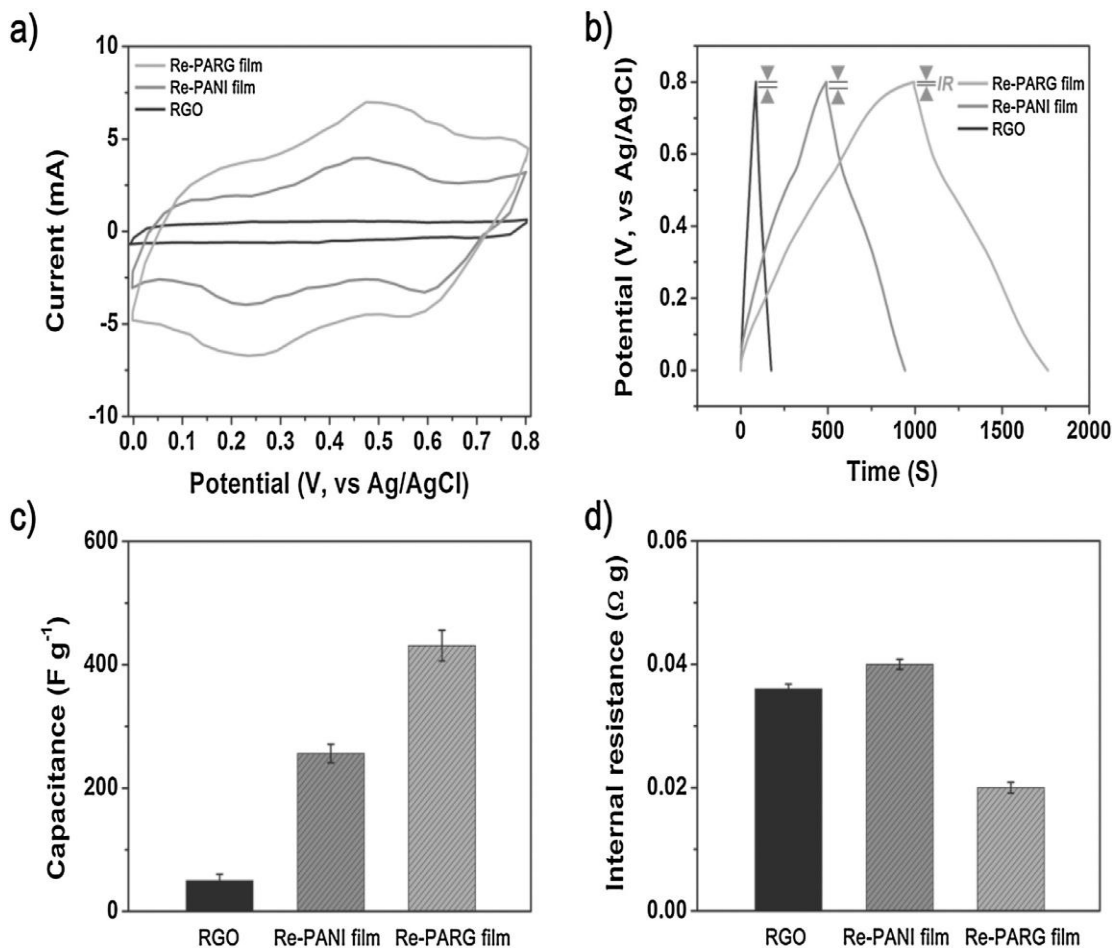 a)
10
5
0
-5
-10
Current (mA)
Re-PARG film
Re-PANI film
RGO
0.0 0.1 0.2 0.3 0.4 0.5 0.6 0.7 0.8
Potential (V, vs Ag/AgCl)
b)
0.8
0.6
0.4
0.2
0.0
Potential (V, vs Ag/AgCl)
IR
Re-PARG film
Re-PANI film
RGO
0 500 1000 1500 2000
Time (S)
c)
600
400
200
0
Capacitance (F g⁻¹)
RGO Re-PANI film Re-PARG film
d)
0.06
0.04
0.02
0.00
Internal resistance (Ω g)
RGO Re-PANI film Re-PARG film